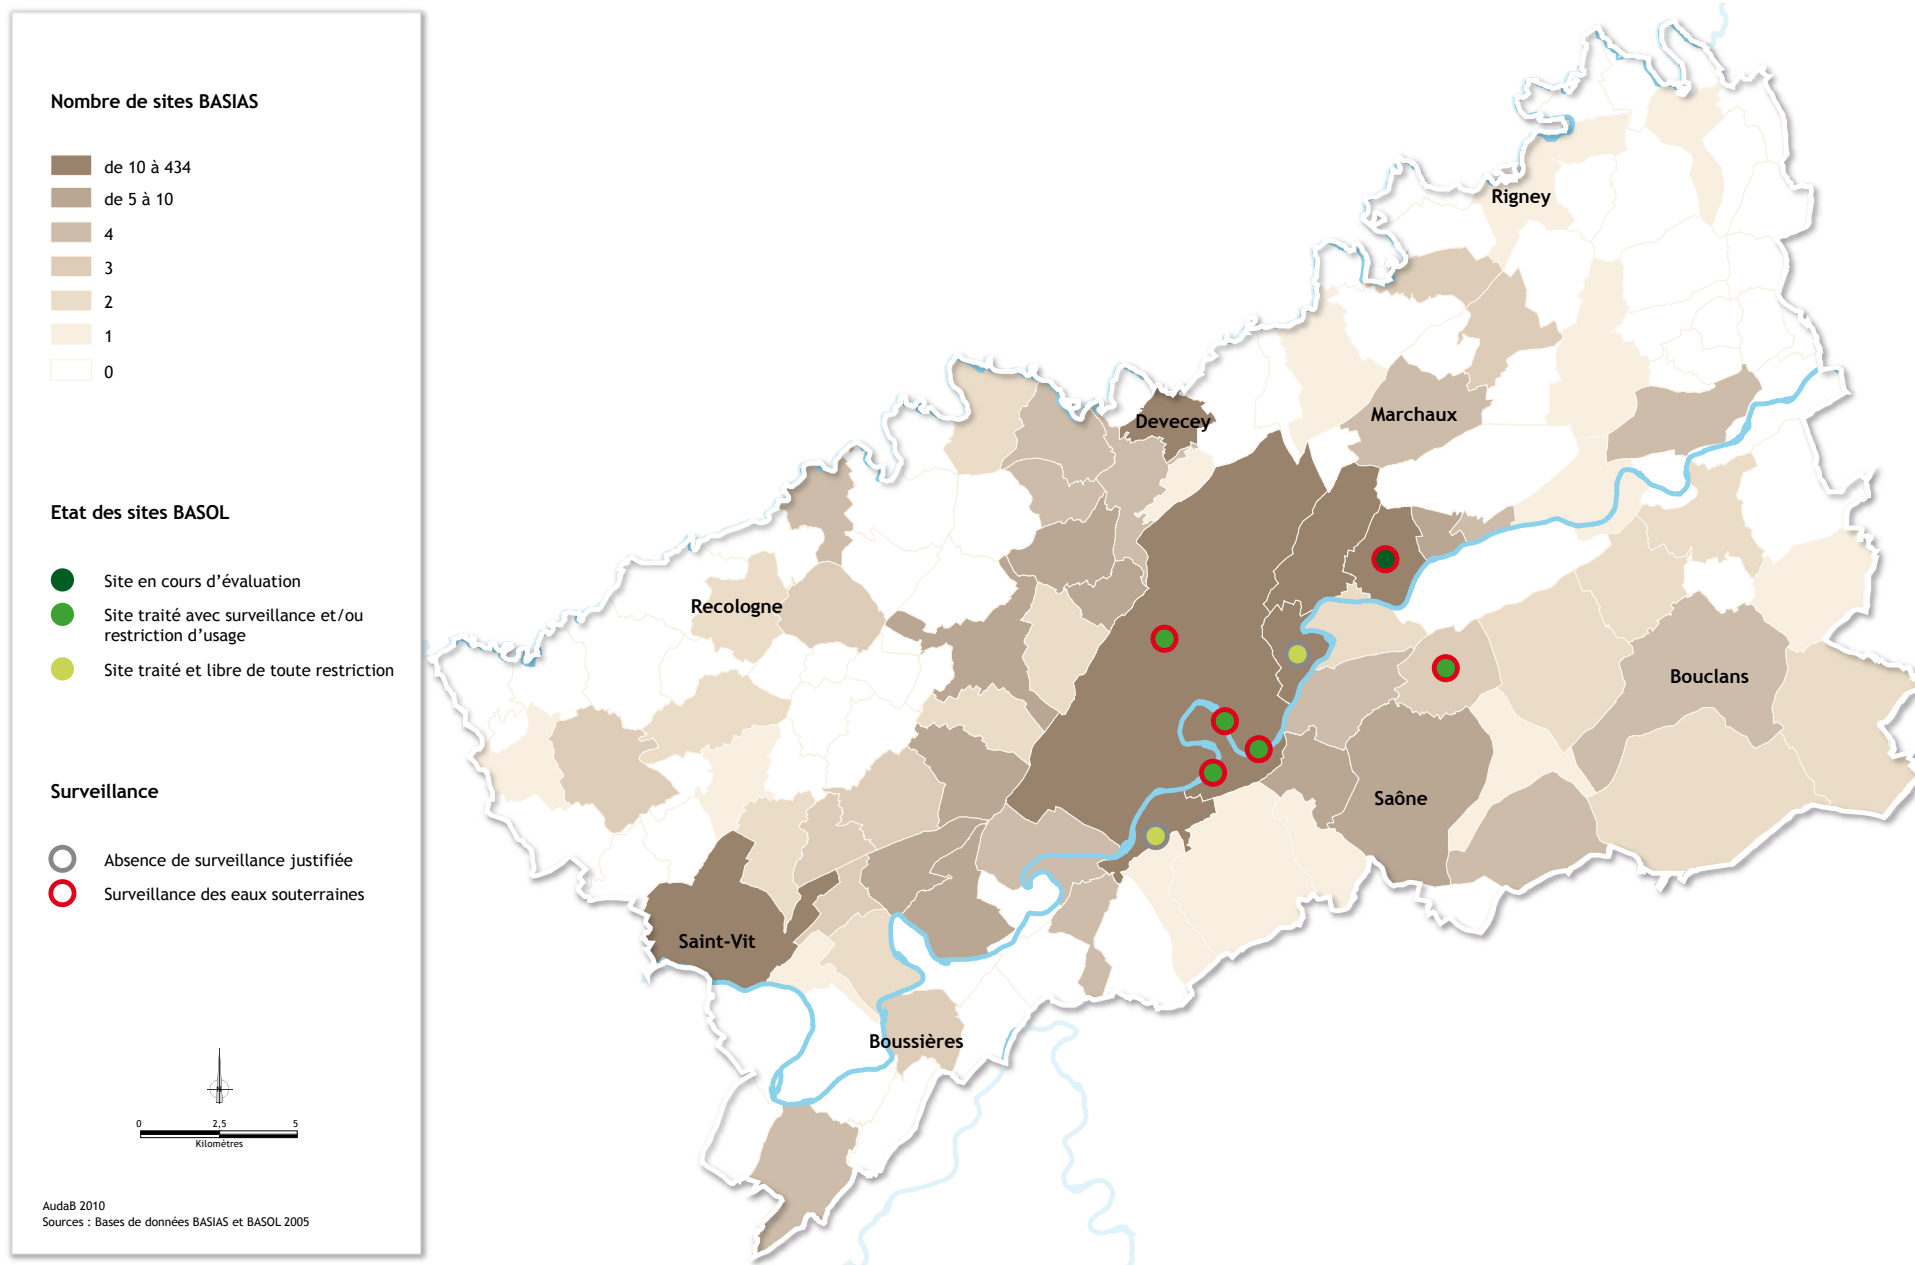 Nombre de sites BASIAS
de 10 à 434
de 5 à 10
4
3
2
1
0
Etat des sites BASOL
Site en cours d’évaluation
Site traité avec surveillance et/ou
restriction d’usage
Site traité et libre de toute restriction
Surveillance
Absence de surveillance justifiée
Surveillance des eaux souterraines
0 2,5 5
Kilomètres
AudaB 2010
Sources : Bases de données BASIAS et BASOL 2005
Rigney
Devecey
Marchaux
Recologne
Bouclans
Saône
Saint-Vit
Boussières